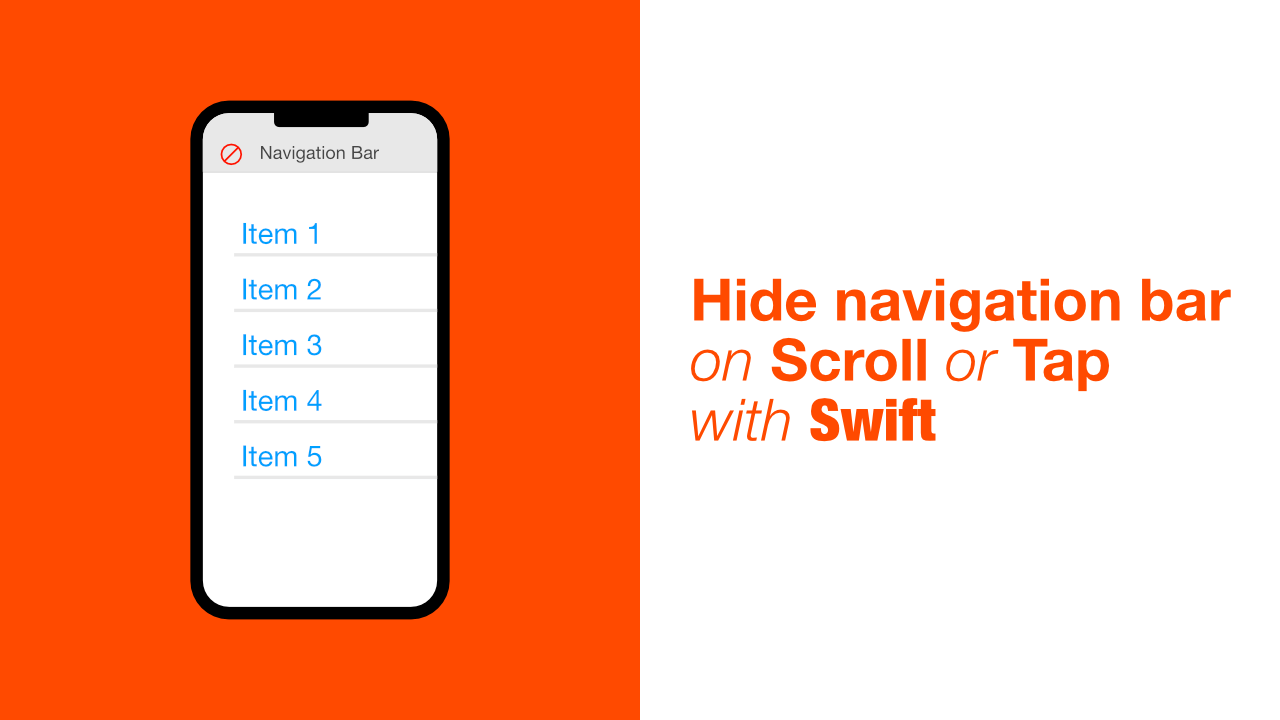 Navigation Bar
Item 1
Item 2
Item 3
Item 4
Item 5
Hide navigation bar
on Scroll or Tap
with Swift